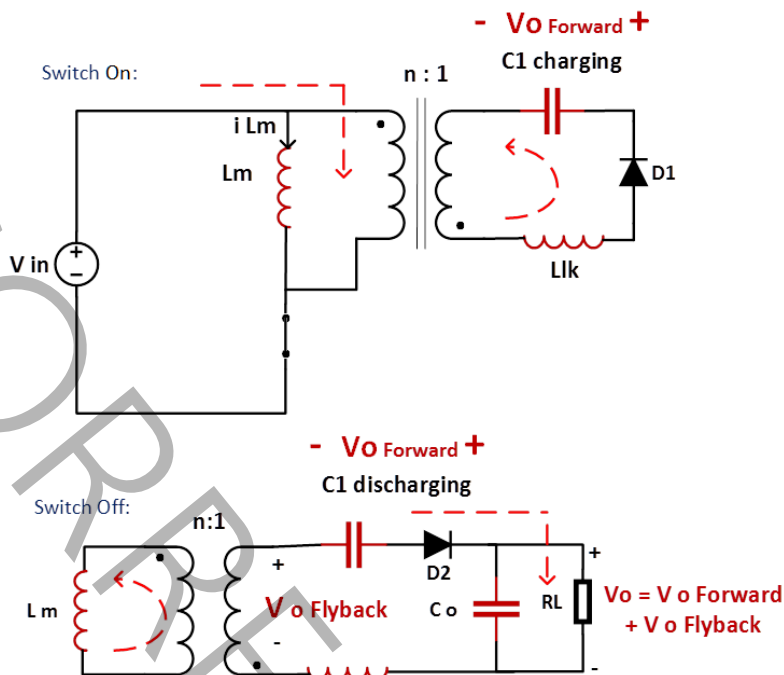 - Vo Forward +
C1 charging
Switch On:
n : 1
i Lm
Lm
D1
V in
+
−
Llk
- Vo Forward +
C1 discharging
Switch Off:
n:1
+
D2
+
L m
V o Flyback
C o
RL
Vo = V o Forward
+ V o Flyback
-
-